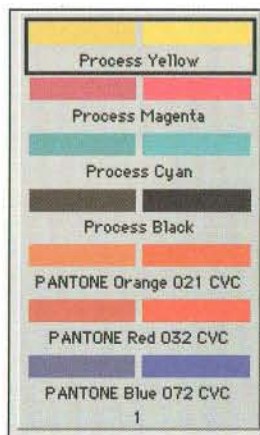 Process Yellow
Process Magenta
Process Cyan
Process Black
PANTONE Orange 021 CVC
PANTONE Red 032 CVC
PANTONE Blue 072 CVC
1